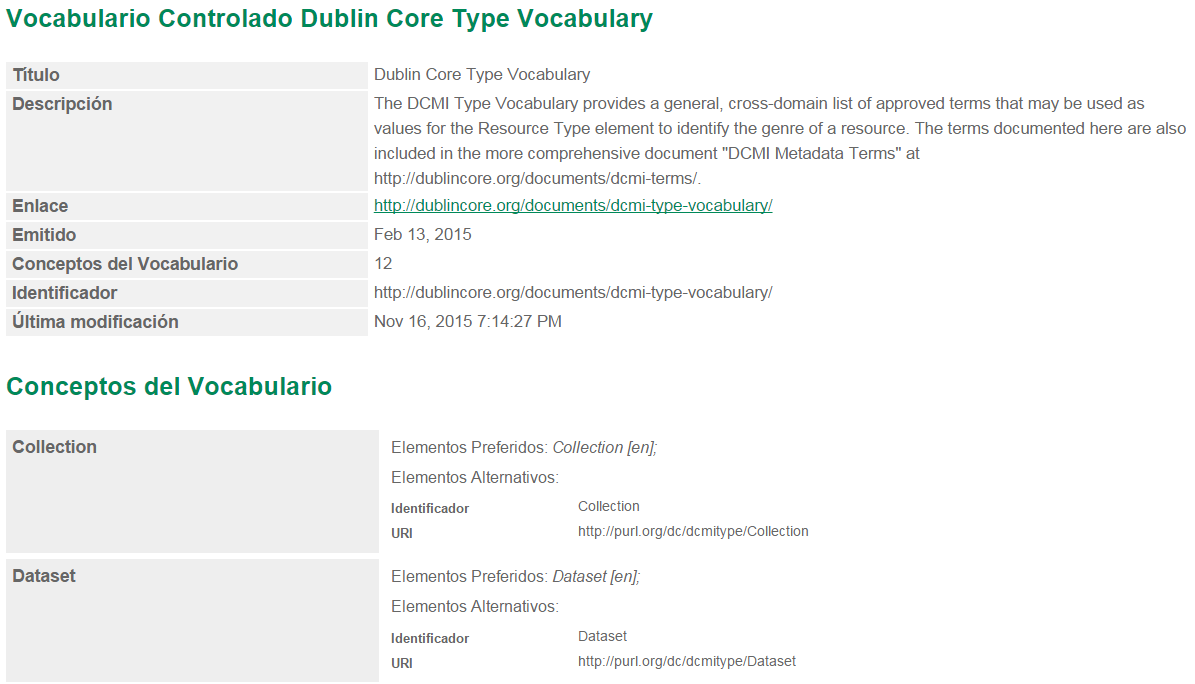 Vocabulario Controlado Dublin Core Type Vocabulary
Título Dublin Core Type Vocabulary
Descripción The DCMI Type Vocabulary provides a general, cross-domain list of approved terms that may be used as
values for the Resource Type element to identify the genre of a resource. The terms documented here are also
included in the more comprehensive document "DCMI Metadata Terms" at
http://dublincore.org/documents/dcmi-terms/.
Enlace http://dublincore.org/documents/dcmi-type-vocabulary/
Emitido Feb 13, 2015
Conceptos del Vocabulario 12
Identificador http://dublincore.org/documents/dcmi-type-vocabulary/
Última modificación Nov 16, 2015 7:14:27 PM
Conceptos del Vocabulario
Collection Elementos Preferidos: Collection [en];
Elementos Alternativos:
Identificador Collection
URI http://purl.org/dc/dcmitype/Collection
Dataset Elementos Preferidos: Dataset [en];
Elementos Alternativos:
Identificador Dataset
URI http://purl.org/dc/dcmitype/Dataset